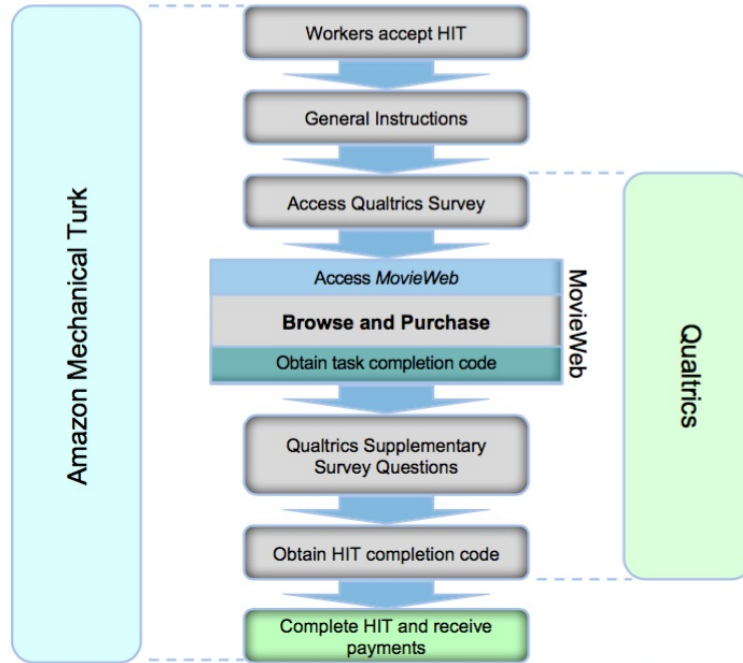 Amazon Mechanical Turk
Workers accept HIT
General Instructions
Access Qualtrics Survey
Access MovieWeb
Browse and Purchase
Obtain task completion code
MovieWeb
Qualtrics Supplementary
Survey Questions
Obtain HIT completion code
Complete HIT and receive
payments
Qualtrics